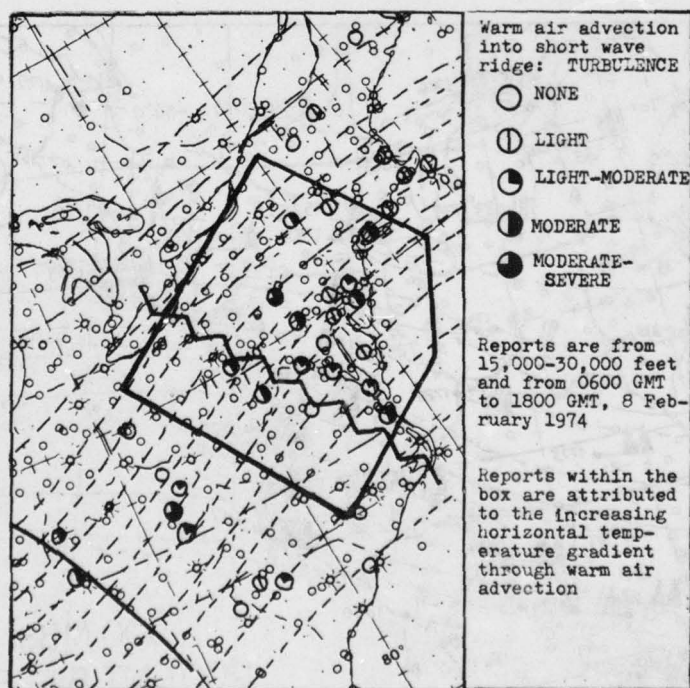 Warm air advection
into short wave
ridge: TURBULENCE
NONE
LIGHT
LIGHT-MODERATE
MODERATE
MODERATE-
SEVERE
Reports are from
15,000-30,000 feet
and from 0600 GMT
to 1800 GMT, 8 Feb-
ruary 1974
Reports within the
box are attributed
to the increasing
horizontal temp-
erature gradient
through warm air
advection
80°